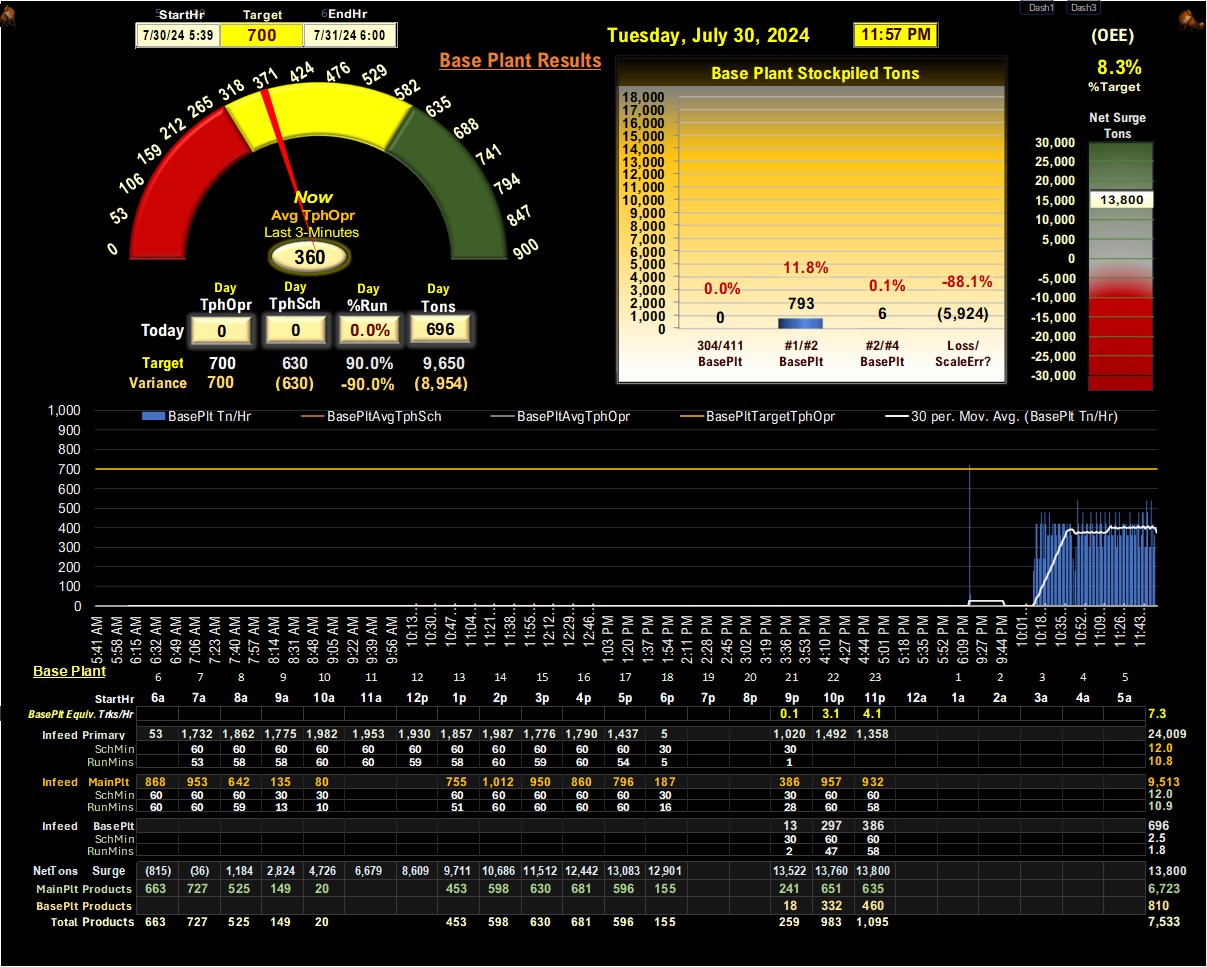 StartHr Target EndHr Dash1 Dash3
7/30/24 5:39 700 7/31/24 6:00
Tuesday, July 30, 2024 11:57 PM (OEE)
Base Plant Results
8.3%
%Target
0 53 106 159 212 265 318 371 424 476 529 582 635 688 741 794 847 900
Now
Avg TphOpr
Last 3-Minutes
360
Day Day Day Day
TphOpr TphSch %Run Tons
Today 0 0 0.0% 696
Target 700 630 90.0% 9,650
Variance 700 (630) -90.0% (8,954)
Base Plant Stockpiled Tons
18,000
17,000
16,000
15,000
14,000
13,000
12,000
11,000
10,000
9,000
8,000
7,000
6,000
5,000
4,000
3,000
2,000
1,000
0
0.0% 11.8% 0.1% -88.1%
0 793 6 (5,924)
304/411 #1/#2 #2/#4 Loss/
BasePlt BasePlt BasePlt ScaleErr?
Net Surge
Tons
30,000
25,000
20,000
15,000
13,800
10,000
5,000
0
-5,000
-10,000
-15,000
-20,000
-25,000
-30,000
BasePlt Tn/Hr BasePltAvgTphSch BasePltAvgTphOpr BasePltTargetTphOpr 30 per. Mov. Avg. (BasePlt Tn/Hr)
1,000
900
800
700
600
500
400
300
200
100
0
5:41 AM 5:58 AM 6:15 AM 6:32 AM 6:49 AM 7:06 AM 7:23 AM 7:40 AM 7:57 AM 8:14 AM 8:31 AM 8:48 AM 9:05 AM 9:22 AM 9:39 AM 9:56 AM 10:13… 10:30… 10:47… 11:04… 11:21… 11:38… 11:55… 12:12… 12:29… 12:46… 1:03 PM 1:20 PM 1:37 PM 1:54 PM 2:11 PM 2:28 PM 2:45 PM 3:02 PM 3:19 PM 3:36 PM 3:53 PM 4:10 PM 4:27 PM 4:44 PM 5:01 PM 5:18 PM 5:35 PM 5:52 PM 6:09 PM 9:27 PM 9:44 PM 10:01… 10:18… 10:35… 10:52… 11:09… 11:26… 11:43…
Base Plant
6 7 8 9 10 11 12 13 14 15 16 17 18 19 20 21 22 23 1 2 3 4 5
StartHr 6a 7a 8a 9a 10a 11a 12p 1p 2p 3p 4p 5p 6p 7p 8p 9p 10p 11p 12a 1a 2a 3a 4a 5a
BasePlt Equiv. Trks/Hr 0.1 3.1 4.1 7.3
Infeed Primary 53 1,732 1,862 1,775 1,982 1,953 1,930 1,857 1,987 1,776 1,790 1,437 5 1,020 1,492 1,358 24,009
SchMin 60 60 60 60 60 60 60 60 60 60 60 30 30 12.0
RunMins 53 58 58 60 60 59 58 60 59 60 54 5 1 10.8
Infeed MainPlt 868 953 642 135 80 755 1,012 950 860 796 187 386 957 932 9,513
SchMin 60 60 60 30 30 60 60 60 60 60 30 30 60 60 12.0
RunMins 60 60 59 13 10 51 60 60 60 60 16 28 60 58 10.9
Infeed BasePlt 13 297 386 696
SchMin 30 60 60 2.5
RunMins 2 47 58 1.8
NetTons Surge (815) (36) 1,184 2,824 4,726 6,679 8,609 9,711 10,686 11,512 12,442 13,083 12,901 13,522 13,760 13,800 13,800
MainPlt Products 663 727 525 149 20 453 598 630 681 596 155 241 651 635 6,723
BasePlt Products 18 332 460 810
Total Products 663 727 525 149 20 453 598 630 681 596 155 259 983 1,095 7,533